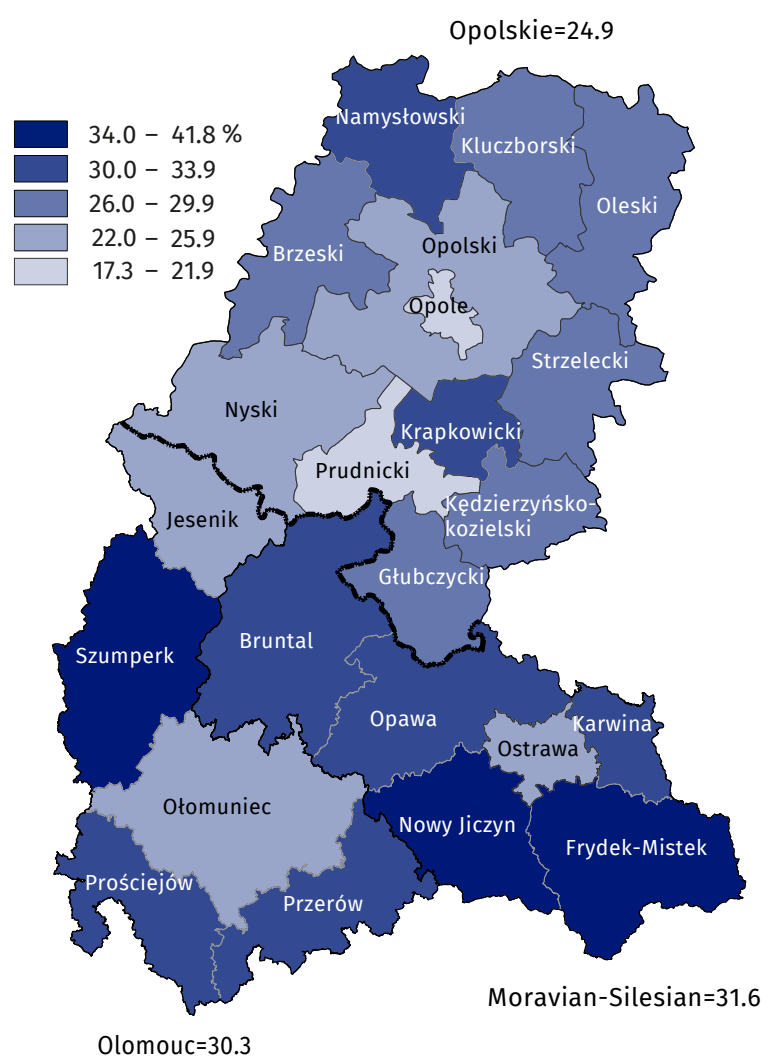 Opolskie=24.9
34.0 – 41.8 %
30.0 – 33.9
26.0 – 29.9
22.0 – 25.9
17.3 – 21.9
Namysłowski
Kluczborski
Oleski
Brzeski
Opolski
Opole
Strzelecki
Nyski
Krapkowicki
Prudnicki
Kędzierzyńsko-
kozielski
Jesenik
Głubczycki
Szumperk
Bruntal
Opawa
Karwina
Ostrawa
Ołomuniec
Nowy Jiczyn
Frydek-Mistek
Prościejów
Przerów
Moravian-Silesian=31.6
Olomouc=30.3